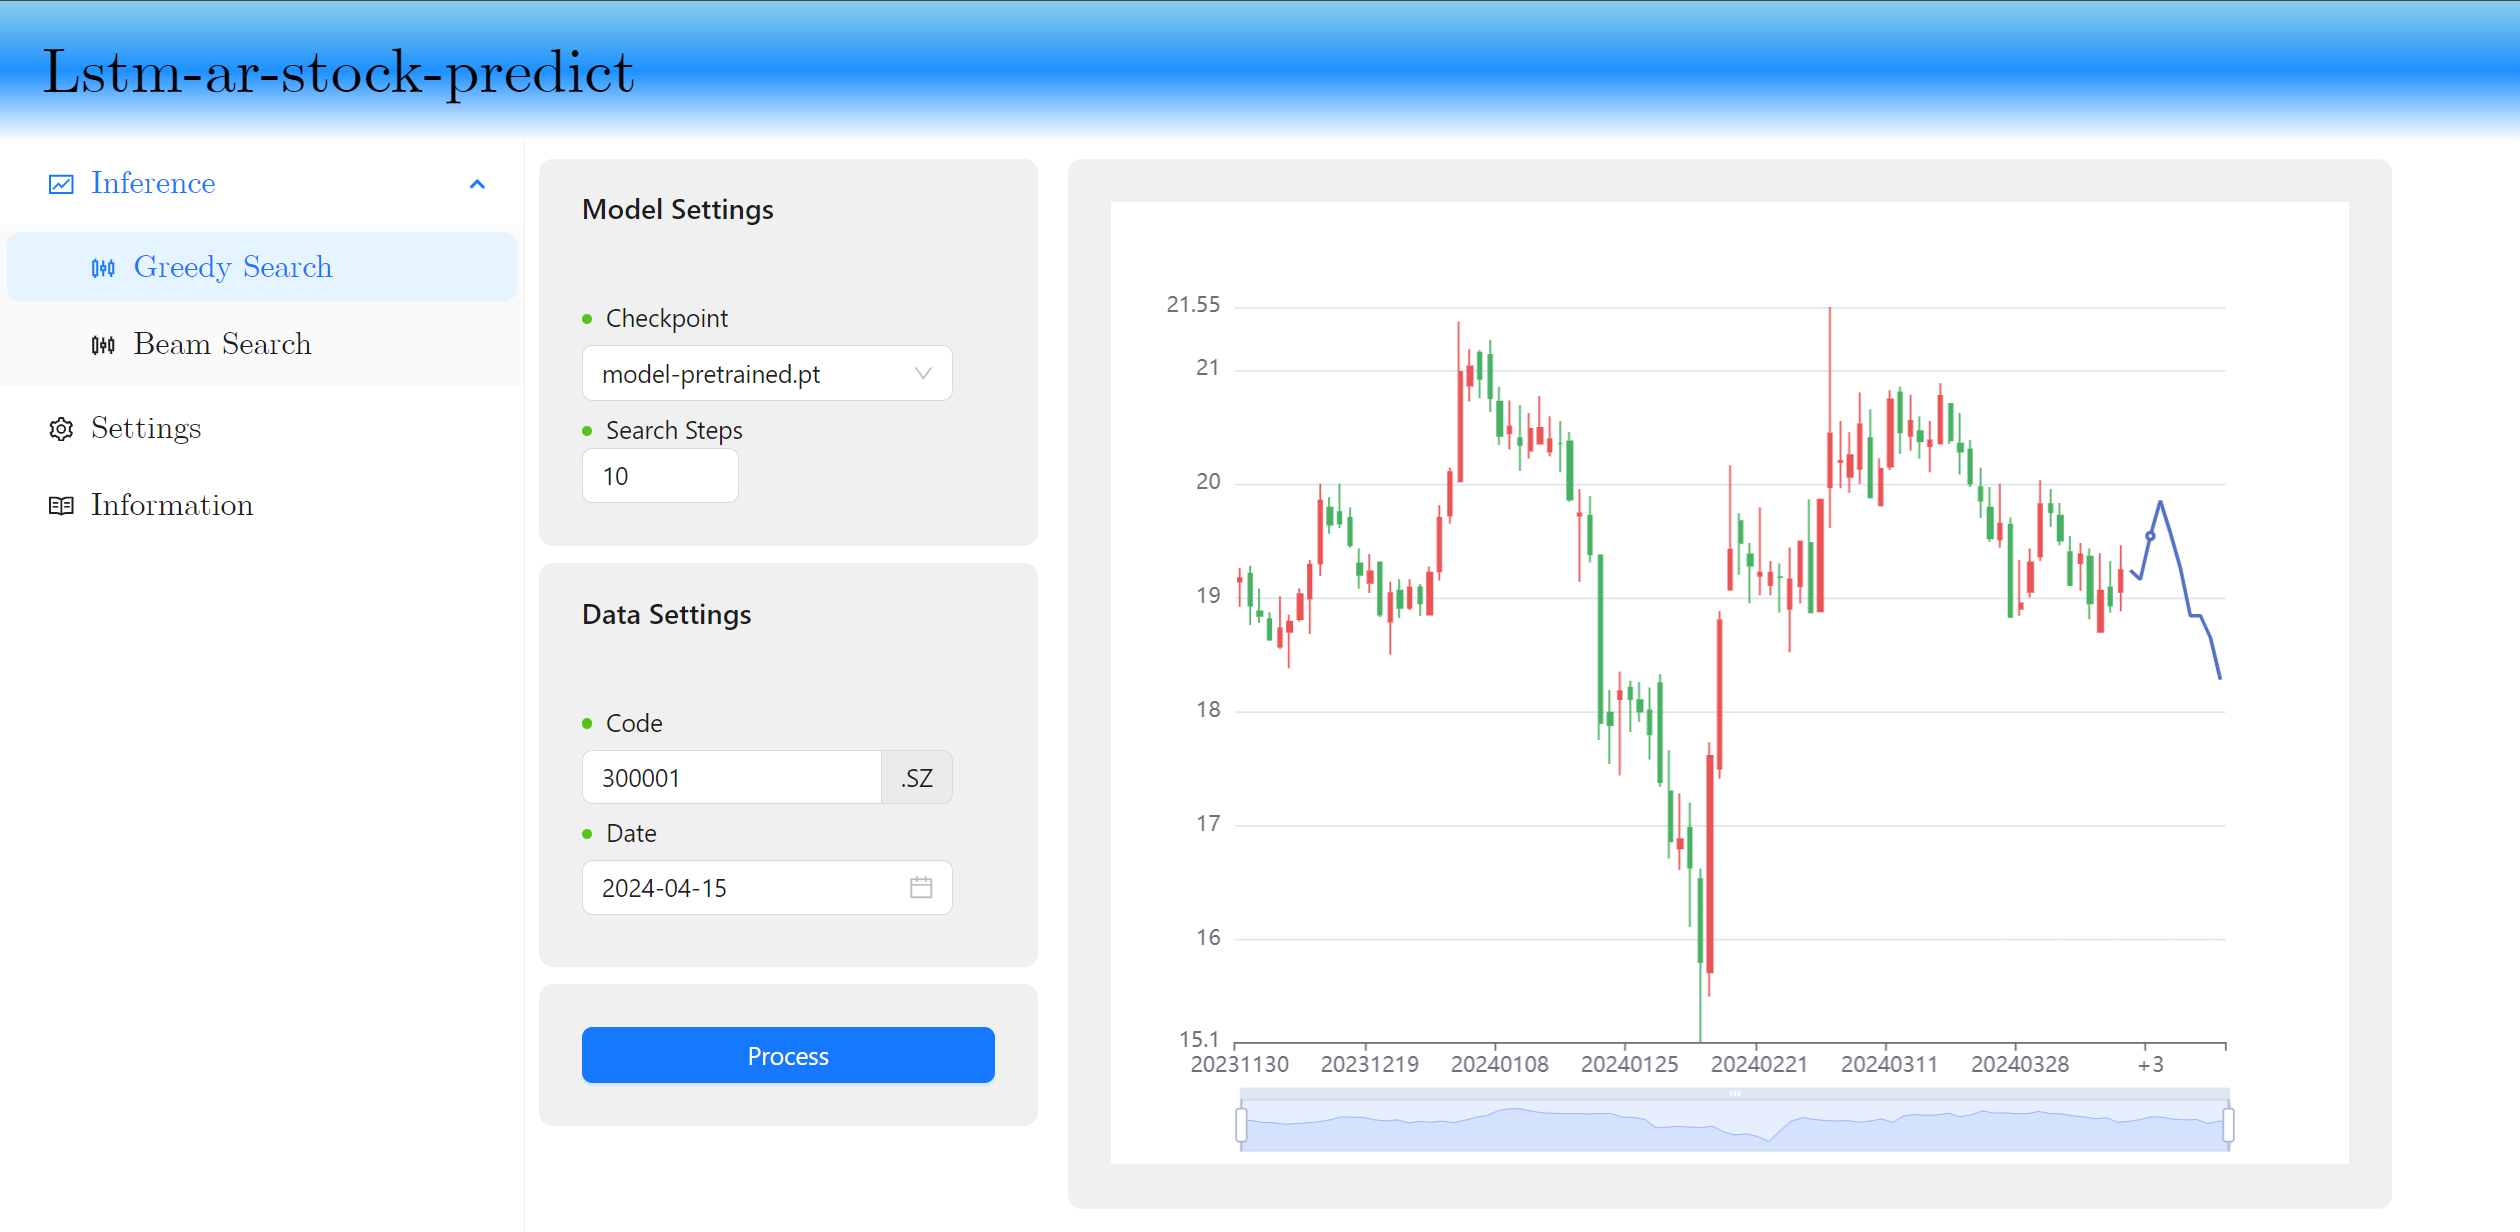 Lstm-ar-stock-predict
Inference
Greedy Search
Beam Search
Settings
Information
Model Settings
Checkpoint
model-pretrained.pt
Search Steps
10
Data Settings
Code
300001 .SZ
Date
2024-04-15
Process
21.55
21
20
19
18
17
16
15.1
20231130 20231219 20240108 20240125 20240221 20240311 20240328 +3